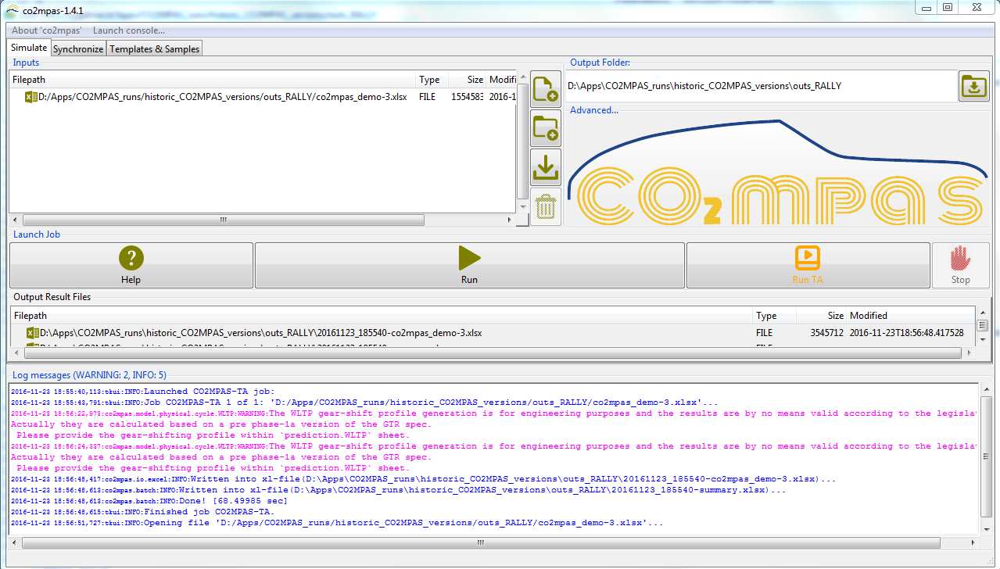 co2mpas-1.4.1
About 'co2mpas' Launch console...
Simulate Synchronize Templates & Samples
Inputs
Filepath Type Size Modifi
D:/Apps/CO2MPAS_runs/historic_CO2MPAS_versions/outs_RALLY/co2mpas_demo-3.xlsx FILE 1554583 2016-1
Output Folder:
D:\Apps\CO2MPAS_runs\historic_CO2MPAS_versions\outs_RALLY
Advanced...
CO2mpas
Launch Job
Help Run Run TA Stop
Output Result Files
Filepath Type Size Modified
D:\Apps\CO2MPAS_runs\historic_CO2MPAS_versions\outs_RALLY\20161123_185540-co2mpas_demo-3.xlsx FILE 3545712 2016-11-23T18:56:48.417528
Log messages (WARNING: 2, INFO: 5)
2016-11-23 18:55:40,113:tkui:INFO:Launched CO2MPAS-TA job:
2016-11-23 18:55:43,791:tkui:INFO:Job CO2MPAS-TA 1 of 1: 'D:/Apps/CO2MPAS_runs/historic_CO2MPAS_versions/outs_RALLY/co2mpas_demo-3.xlsx'...
2016-11-23 18:56:22,973:co2mpas.model.physical.cycle.WLTP:WARNING:The WLTP gear-shift profile generation is for engineering purposes and the results are by no means valid according to the legisla
Actually they are calculated based on a pre phase-1a version of the GTR spec.
Please provide the gear-shifting profile within `prediction.WLTP` sheet.
2016-11-23 18:56:24,337:co2mpas.model.physical.cycle.WLTP:WARNING:The WLTP gear-shift profile generation is for engineering purposes and the results are by no means valid according to the legisla
Actually they are calculated based on a pre phase-1a version of the GTR spec.
Please provide the gear-shifting profile within `prediction.WLTP` sheet.
2016-11-23 18:56:48,417:co2mpas.io.excel:INFO:Written into xl-file(D:\Apps\CO2MPAS_runs\historic_CO2MPAS_versions\outs_RALLY\20161123_185540-co2mpas_demo-3.xlsx)...
2016-11-23 18:56:48,613:co2mpas.batch:INFO:Written into xl-file(D:\Apps\CO2MPAS_runs\historic_CO2MPAS_versions\outs_RALLY\20161123_185540-summary.xlsx)...
2016-11-23 18:56:48,613:co2mpas.batch:INFO:Done! [68.49985 sec]
2016-11-23 18:56:48,615:tkui:INFO:Finished job CO2MPAS-TA.
2016-11-23 18:56:51,727:tkui:INFO:Opening file 'D:/Apps/CO2MPAS_runs/historic_CO2MPAS_versions/outs_RALLY/co2mpas_demo-3.xlsx'...